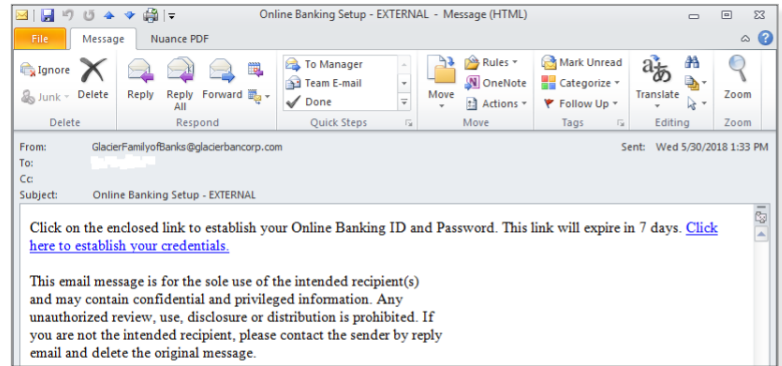 Online Banking Setup - EXTERNAL - Message (HTML)
File Message Nuance PDF
Ignore
Junk
Delete
Reply
Reply All
Forward
To Manager
Team E-mail
Done
Move
Rules
OneNote
Actions
Mark Unread
Categorize
Follow Up
Translate
Zoom
Delete Respond Quick Steps Move Tags Editing Zoom
From: GlacierFamilyofBanks@glacierbancorp.com Sent: Wed 5/30/2018 1:33 PM
To:
Cc:
Subject: Online Banking Setup - EXTERNAL
Click on the enclosed link to establish your Online Banking ID and Password. This link will expire in 7 days. Click
here to establish your credentials.
This email message is for the sole use of the intended recipient(s)
and may contain confidential and privileged information. Any
unauthorized review, use, disclosure or distribution is prohibited. If
you are not the intended recipient, please contact the sender by reply
email and delete the original message.